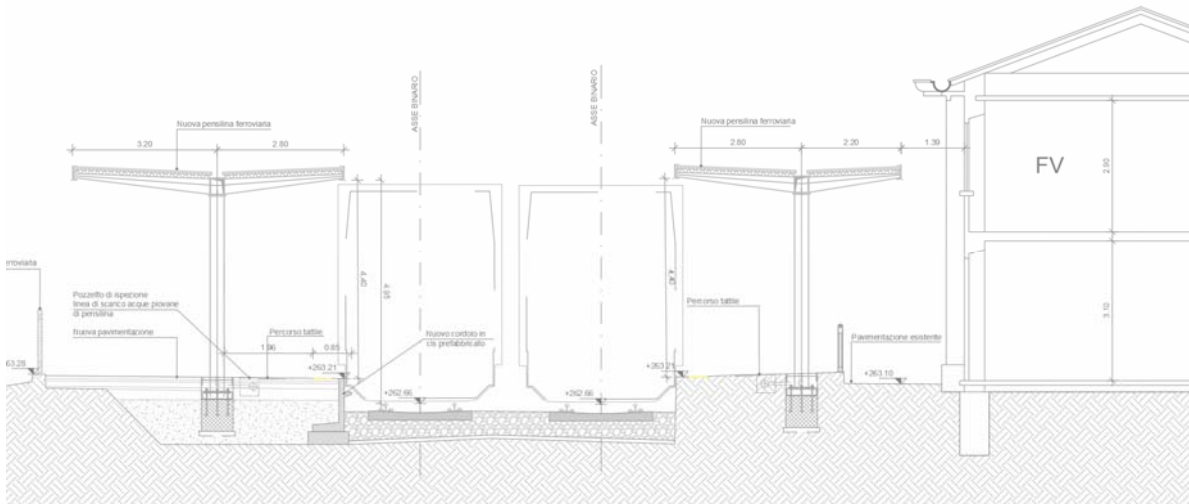 ASSE BINARIO
ASSE BINARIO
Nuova pensilina ferroviaria
Nuova pensilina ferroviaria
3.20
2.80
2.80
2.20
1.39
FV
2.90
4.40
4.95
4.40
3.10
ferroviaria
Pozzetto di ispezione
linea di scarico acque piovane
di pensilina
Nuova pavimentazione
Percorso tattile
1.96
0.85
Nuovo cordolo in
cls prefabbricato
Percorso tattile
Pavimentazione esistente
+263.21
+263.21
+263.10
+262.66
+262.66